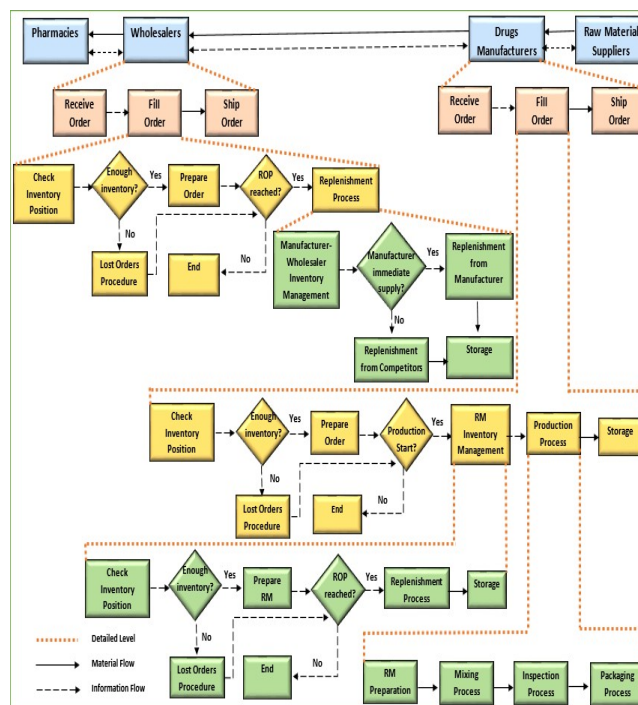 Pharmacies
Wholesalers
Drugs
Manufacturers
Raw Material
Suppliers
Receive
Order
Fill
Order
Ship
Order
Receive
Order
Fill
Order
Ship
Order
Check
Inventory
Position
Enough
inventory?
Yes
Prepare
Order
ROP
reached?
Yes
Replenishment
Process
No
Lost Orders
Procedure
End
No
Manufacturer-
Wholesaler
Inventory
Management
Manufacturer
immediate
supply?
Yes
Replenishment
from
Manufacturer
No
Replenishment
from Competitors
Storage
Check
Inventory
Position
Enough
inventory?
Yes
Prepare
Order
Production
Start?
Yes
RM
Inventory
Management
Production
Process
Storage
No
Lost Orders
Procedure
End
No
Check
Inventory
Position
Enough
inventory?
Yes
Prepare
RM
ROP
reached?
Yes
Replenishment
Process
Storage
No
Lost Orders
Procedure
End
No
Detailed Level
Material Flow
Information Flow
RM
Preparation
Mixing
Process
Inspection
Process
Packaging
Process